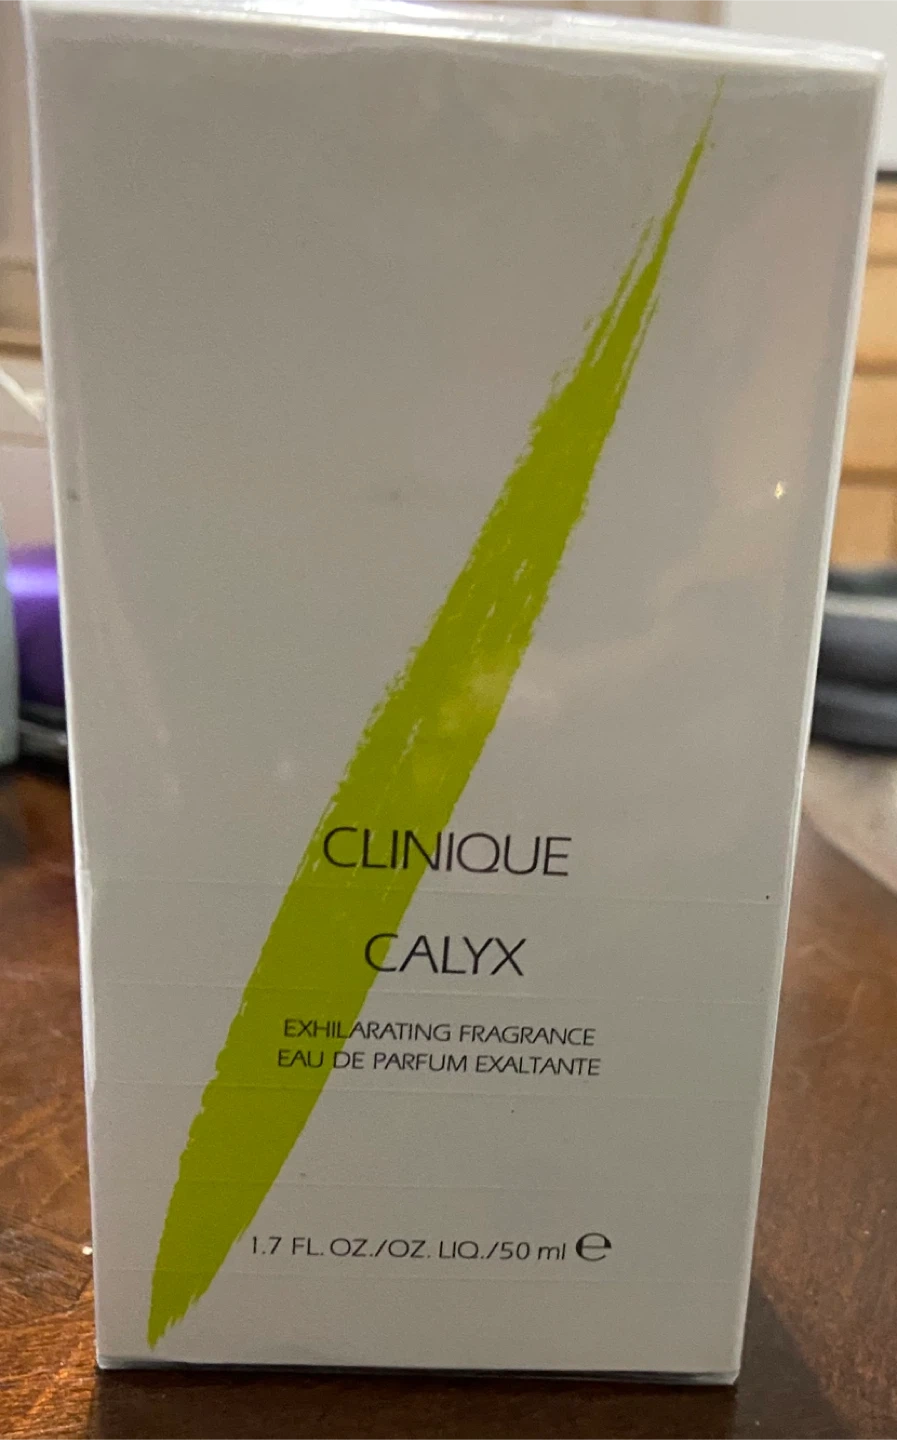 CLINIQUE
CALYX
EXHILARATING FRAGRANCE
EAU DE PARFUM EXALTANTE
1.7 FL. OZ./OZ. LIQ./50 ml ℮